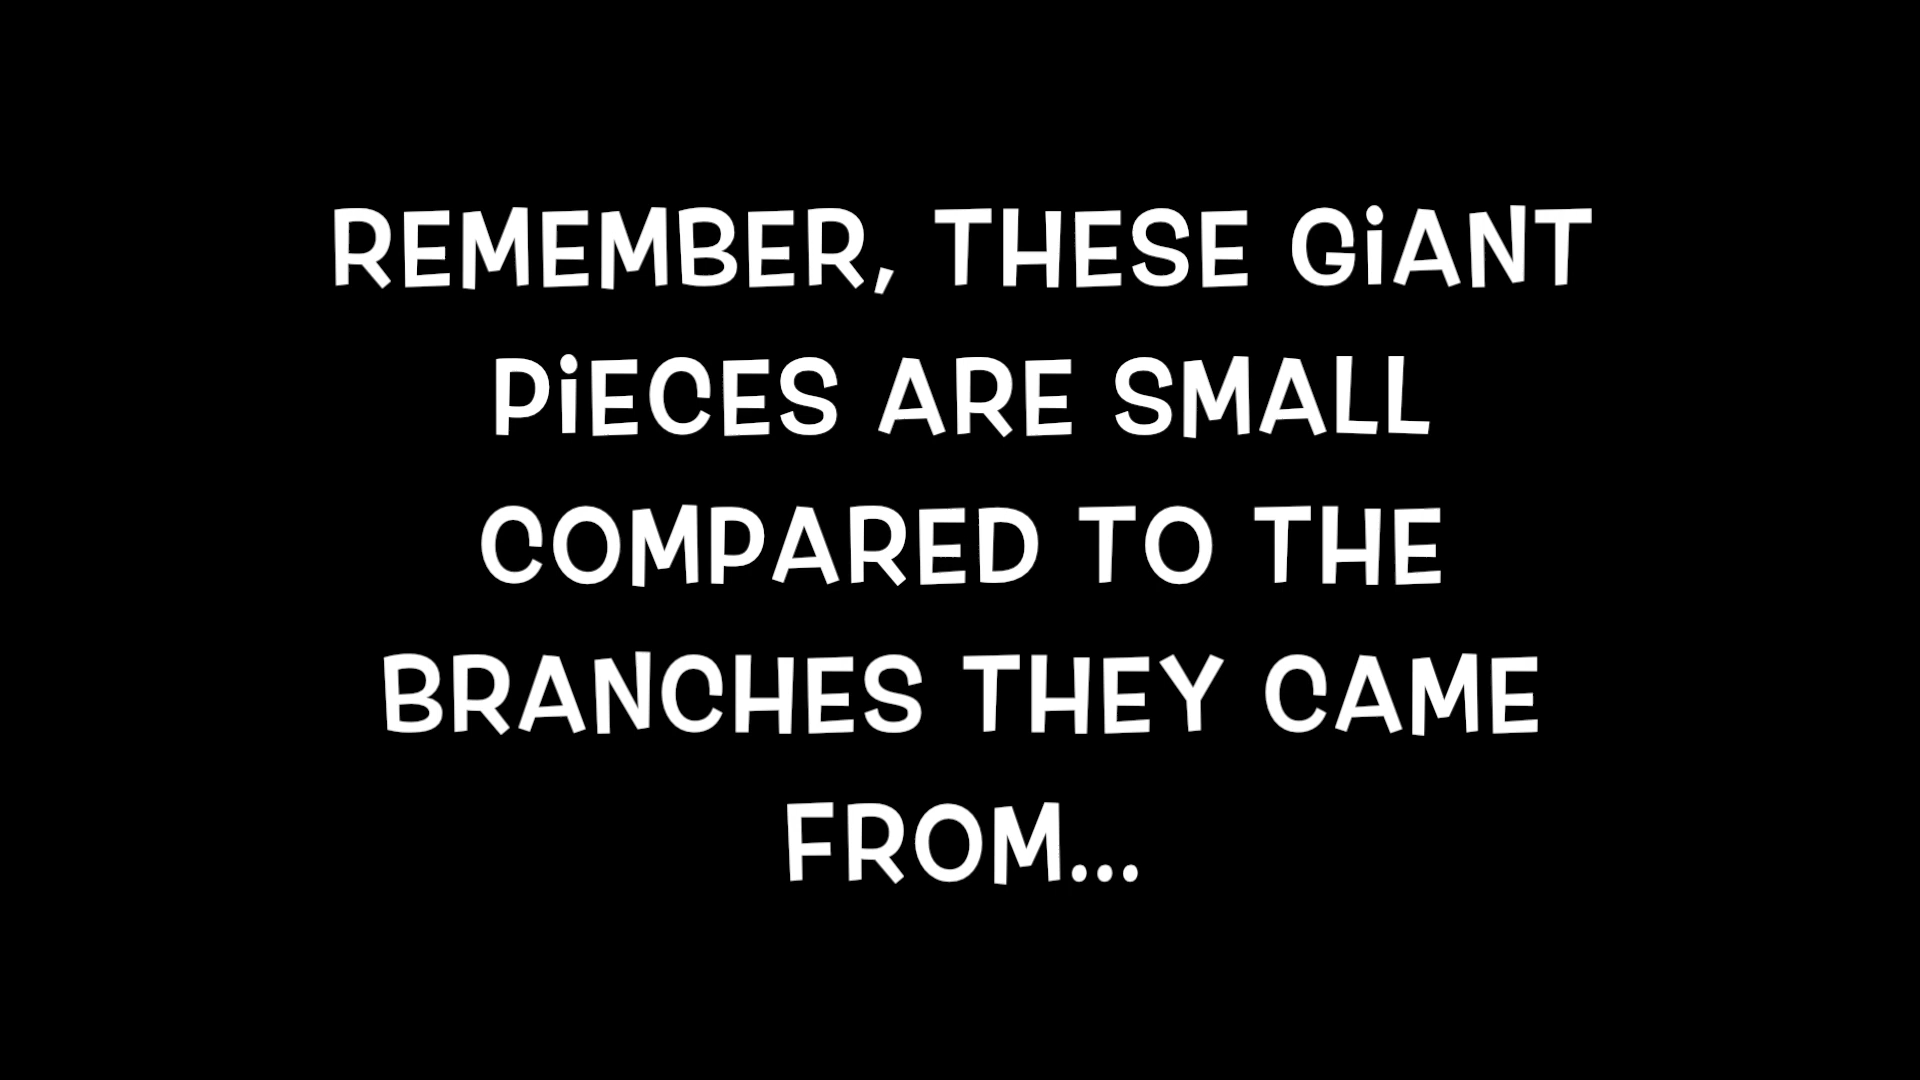 REMEMBER, THESE GiANT
PiECES ARE SMALL
COMPARED TO THE
BRANCHES THEY CAME
FROM...